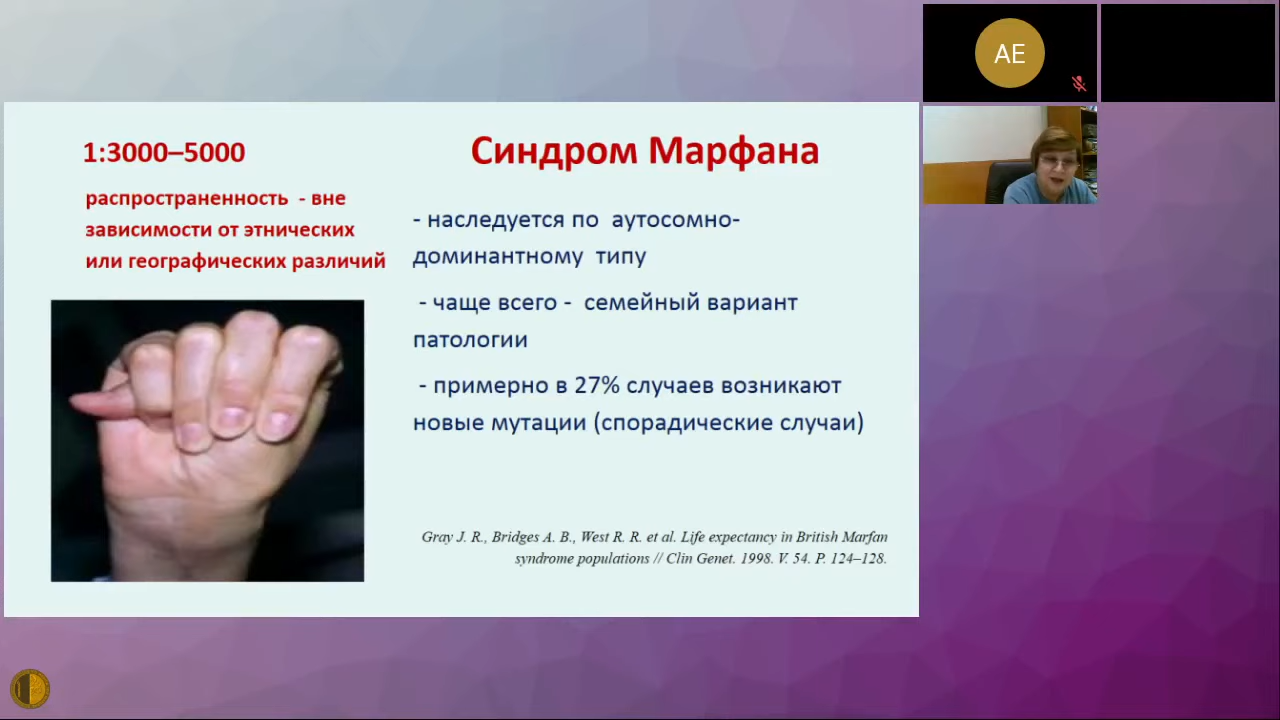 1:3000–5000
распространенность - вне
зависимости от этнических
или географических различий
Синдром Марфана
- наследуется по аутосомно-
доминантному типу
- чаще всего - семейный вариант
патологии
- примерно в 27% случаев возникают
новые мутации (спорадические случаи)
Gray J. R., Bridges A. B., West R. R. et al. Life expectancy in British Marfan
syndrome populations // Clin Genet. 1998. V. 54. P. 124–128.
AE